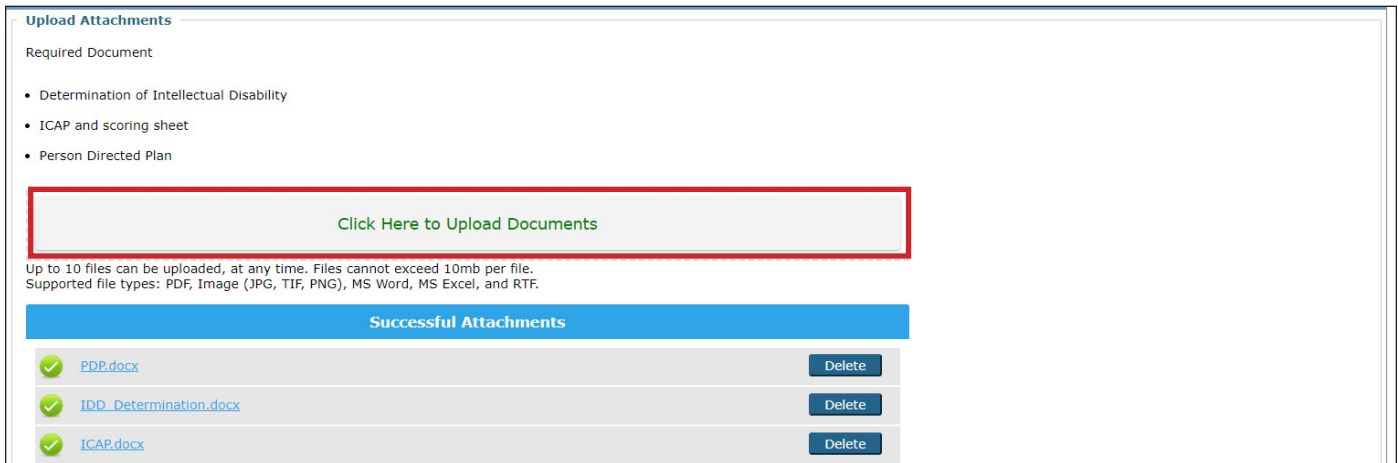 Upload Attachments
Required Document
• Determination of Intellectual Disability
• ICAP and scoring sheet
• Person Directed Plan
Click Here to Upload Documents
Up to 10 files can be uploaded, at any time. Files cannot exceed 10mb per file.
Supported file types: PDF, Image (JPG, TIF, PNG), MS Word, MS Excel, and RTF.
Successful Attachments
PDP.docx Delete
IDD_Determination.docx Delete
ICAP.docx Delete